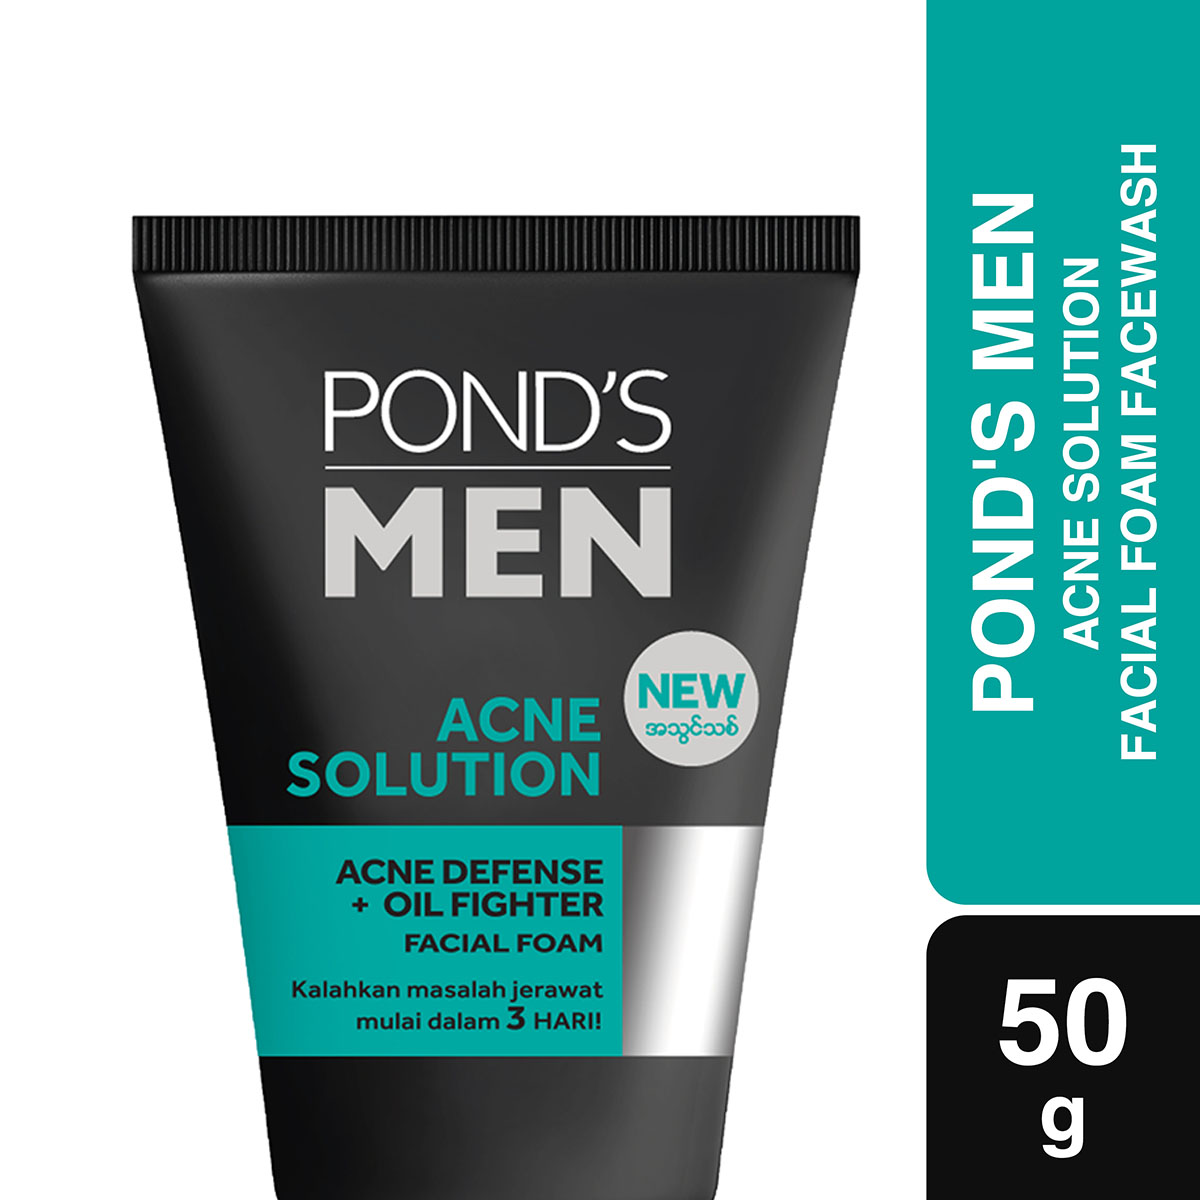 POND'S
MEN
ACNE
SOLUTION
NEW
အသွင်သစ်
ACNE DEFENSE
+ OIL FIGHTER
FACIAL FOAM
Kalahkan masalah jerawat
mulai dalam 3 HARI!
POND'S MEN
ACNE SOLUTION
FACIAL FOAM FACEWASH
50
g